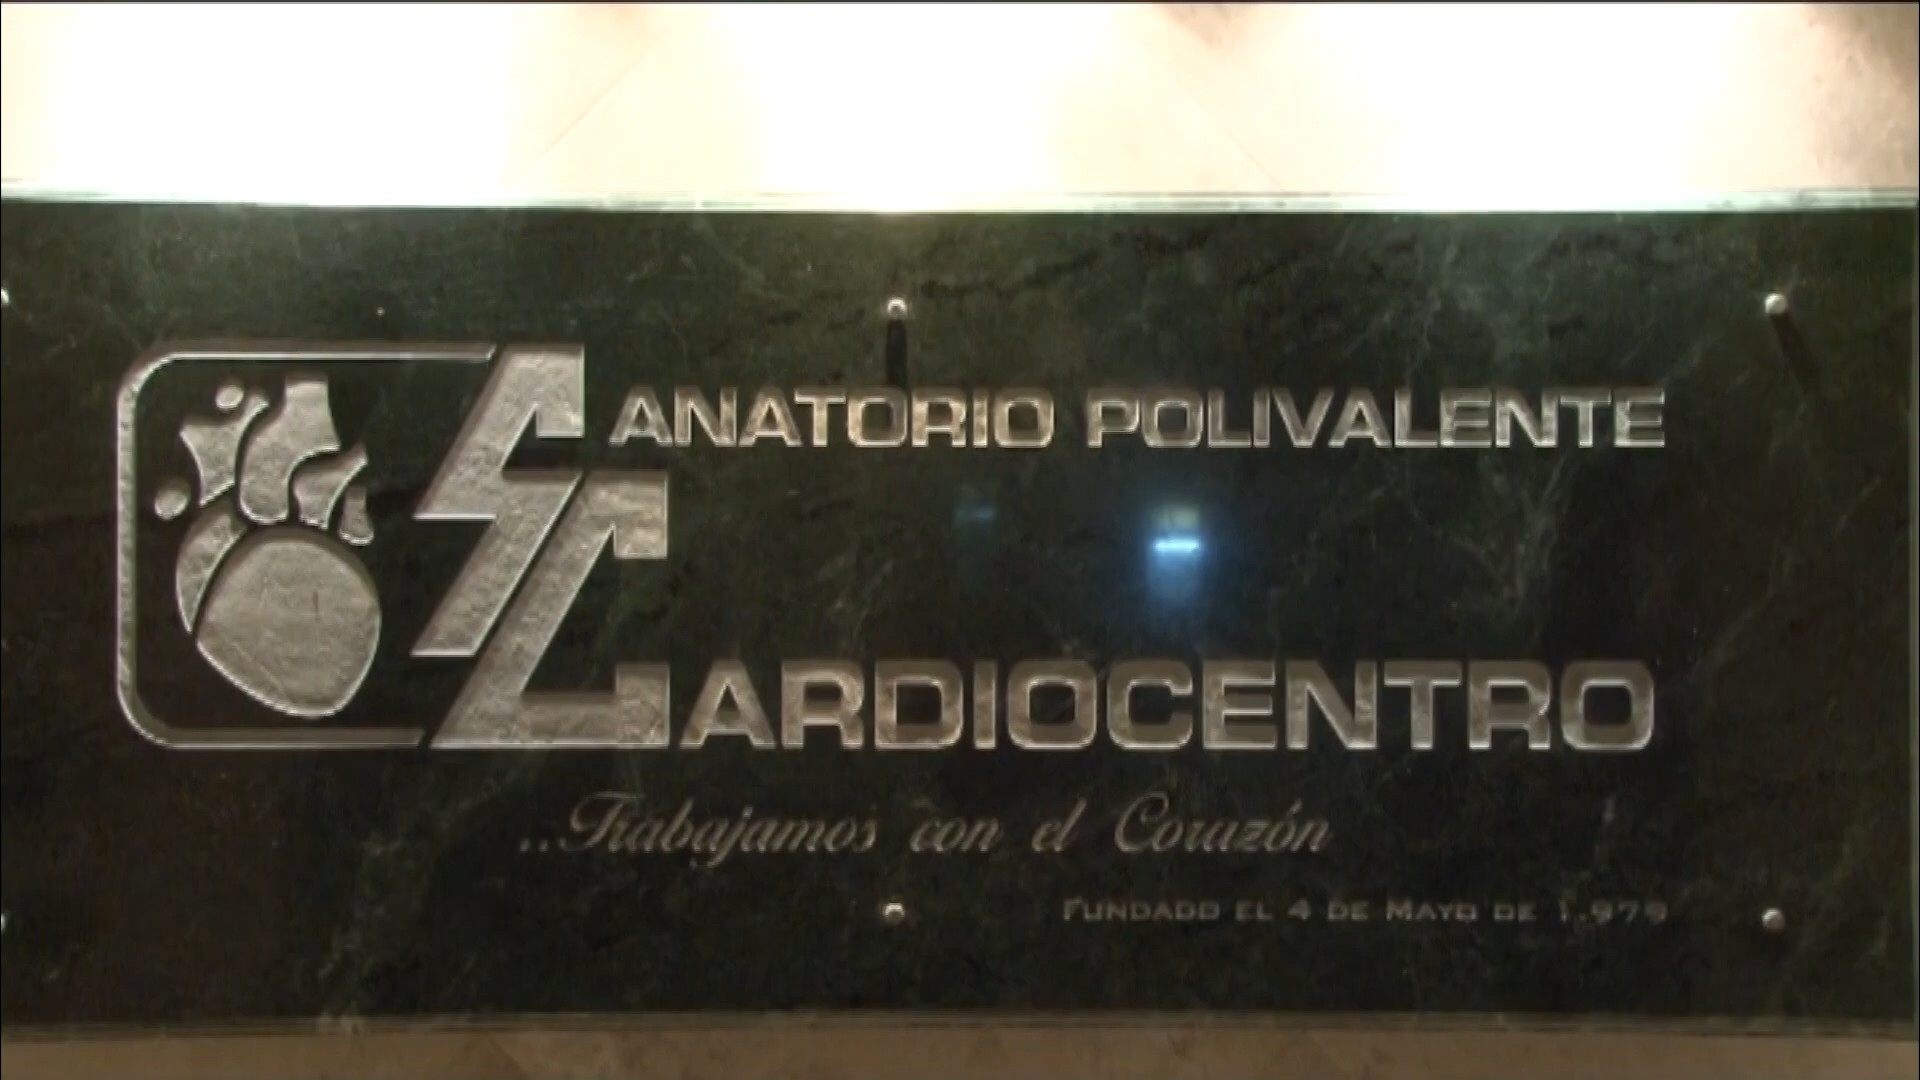 SANATORIO POLIVALENTE
CARDIOCENTRO
..Trabajamos con el Corazón
FUNDADO EL 4 DE MAYO DE 1.979